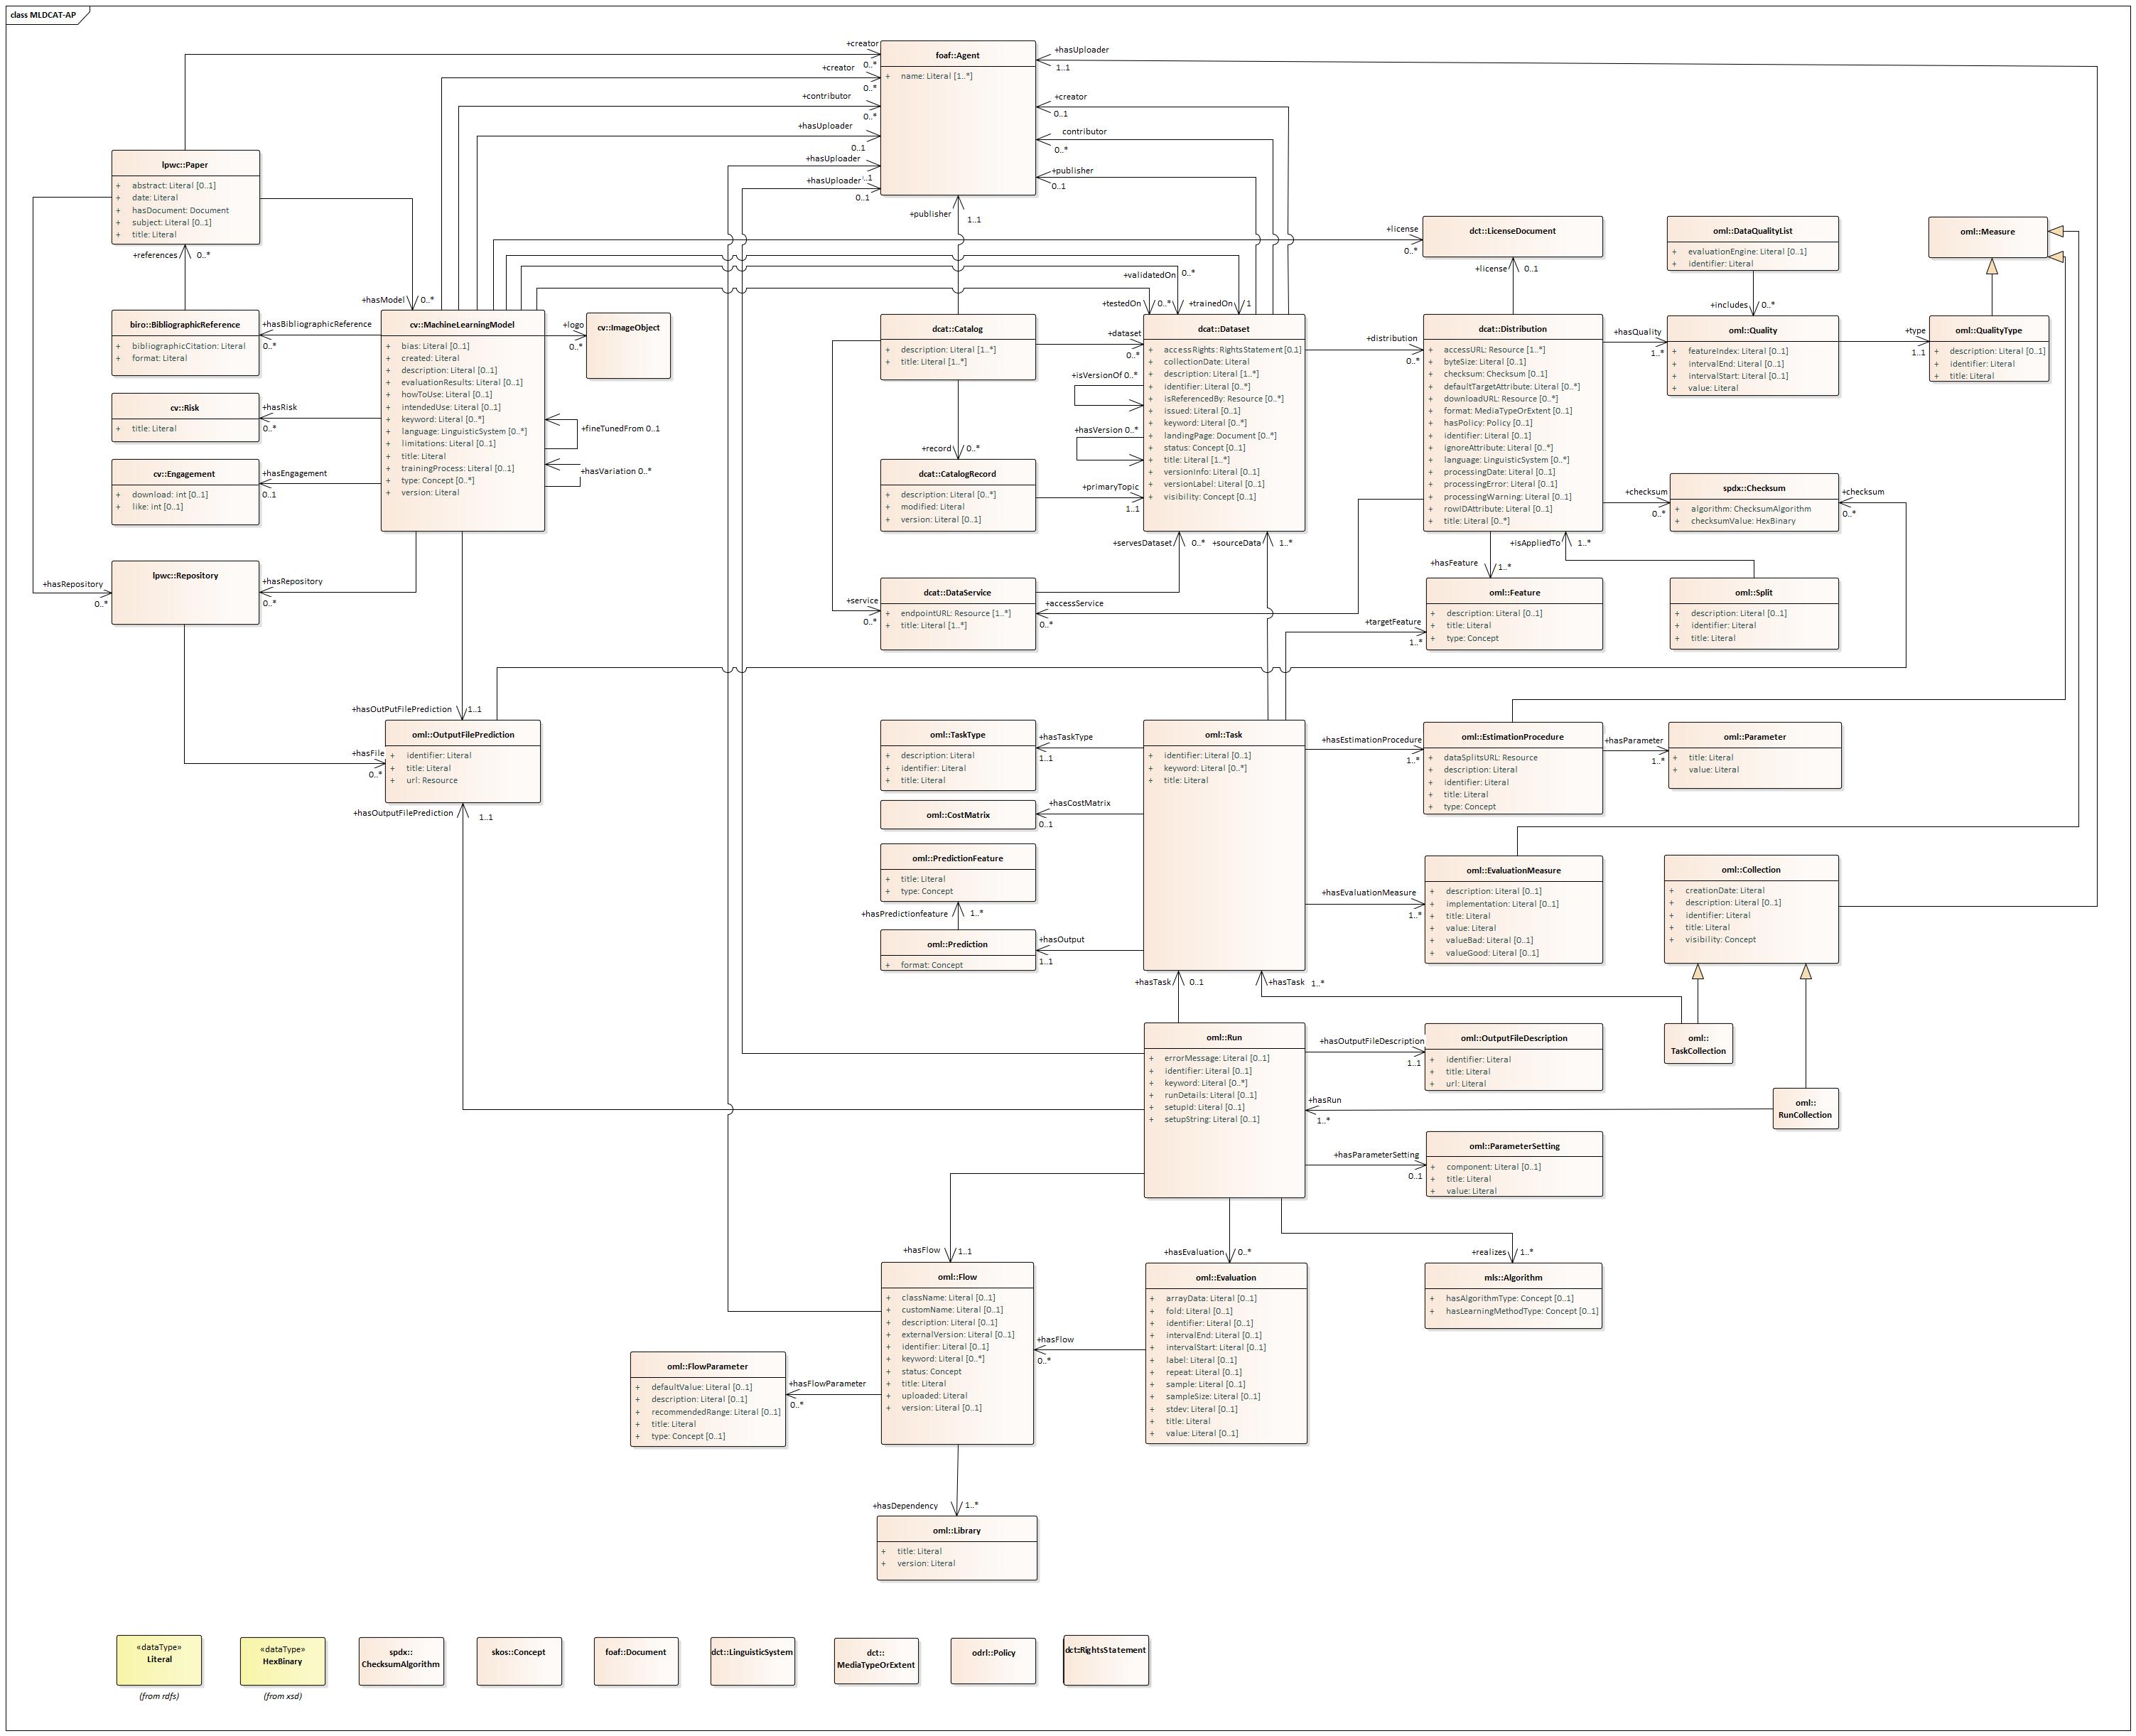 class MLDCAT-AP
foaf::Agent
+ name: Literal [1..*]
+creator
0..*
+creator
0..*
+contributor
0..*
+hasUploader
0..1
+hasUploader
+hasUploader
0..1
+hasUploader
1..1
+creator
0..1
contributor
0..*
+publisher
0..1
+publisher
1..1
lpwc::Paper
+ abstract: Literal [0..1]
+ date: Literal
+ hasDocument: Document
+ subject: Literal [0..1]
+ title: Literal
+references
0..*
+hasModel
0..*
biro::BibliographicReference
+ bibliographicCitation: Literal
+ format: Literal
+hasBibliographicReference
0..*
cv::Risk
+ title: Literal
+hasRisk
0..*
cv::Engagement
+ download: int [0..1]
+ like: int [0..1]
+hasEngagement
0..1
lpwc::Repository
+hasRepository
0..*
+hasRepository
0..*
cv::MachineLearningModel
+ bias: Literal [0..1]
+ created: Literal
+ description: Literal [0..1]
+ evaluationResults: Literal [0..1]
+ howToUse: Literal [0..1]
+ intendedUse: Literal [0..1]
+ keyword: Literal [0..*]
+ language: LinguisticSystem [0..*]
+ limitations: Literal [0..1]
+ title: Literal
+ trainingProcess: Literal [0..1]
+ type: Concept [0..*]
+ version: Literal
+logo
0..*
cv::ImageObject
+fineTunedFrom 0..1
+hasVariation 0..*
dcat::Catalog
+ description: Literal [1..*]
+ title: Literal [1..*]
+dataset
0..*
+record
0..*
dcat::CatalogRecord
+ description: Literal [0..*]
+ modified: Literal
+ version: Literal [0..1]
+primaryTopic
1..1
+service
0..*
dcat::DataService
+ endpointURL: Resource [1..*]
+ title: Literal [1..*]
+accessService
0..*
+servesDataset
0..*
+sourceData
1..*
+validatedOn
0..*
+testedOn
0..*
+trainedOn
1
dcat::Dataset
+ accessRights: RightsStatement [0..1]
+ collectionDate: Literal
+ description: Literal [1..*]
+ identifier: Literal [0..*]
+ isReferencedBy: Resource [0..*]
+ issued: Literal [0..1]
+ keyword: Literal [0..*]
+ landingPage: Document [0..*]
+ status: Concept [0..1]
+ title: Literal [1..*]
+ versionInfo: Literal [0..1]
+ versionLabel: Literal [0..1]
+ visibility: Concept [0..1]
+isVersionOf 0..*
+hasVersion 0..*
+distribution
0..*
dct::LicenseDocument
+license
0..*
+license
0..1
dcat::Distribution
+ accessURL: Resource [1..*]
+ byteSize: Literal [0..1]
+ checksum: Checksum [0..1]
+ defaultTargetAttribute: Literal [0..*]
+ downloadURL: Resource [0..*]
+ format: MediaTypeOrExtent [0..1]
+ hasPolicy: Policy [0..1]
+ identifier: Literal [0..1]
+ ignoreAttribute: Literal [0..*]
+ language: LinguisticSystem [0..*]
+ processingDate: Literal [0..1]
+ processingError: Literal [0..1]
+ processingWarning: Literal [0..1]
+ rowIDAttribute: Literal [0..1]
+ title: Literal [0..*]
oml::DataQualityList
+ evaluationEngine: Literal [0..1]
+ identifier: Literal
+includes
0..*
+hasQuality
1..*
oml::Quality
+ featureIndex: Literal [0..1]
+ intervalEnd: Literal [0..1]
+ intervalStart: Literal [0..1]
+ value: Literal
+type
1..1
oml::Measure
oml::QualityType
+ description: Literal [0..1]
+ identifier: Literal
+ title: Literal
+checksum
0..*
spdx::Checksum
+ algorithm: ChecksumAlgorithm
+ checksumValue: HexBinary
+checksum
0..*
+isAppliedTo
1..*
+hasFeature
1..*
oml::Feature
+ description: Literal [0..1]
+ title: Literal
+ type: Concept
oml::Split
+ description: Literal [0..1]
+ identifier: Literal
+ title: Literal
+targetFeature
1..*
+hasOutPutFilePrediction
1..1
oml::OutputFilePrediction
+ identifier: Literal
+ title: Literal
+ url: Resource
+hasFile
0..*
+hasOutputFilePrediction
1..1
oml::TaskType
+ description: Literal
+ identifier: Literal
+ title: Literal
+hasTaskType
1..1
oml::CostMatrix
+hasCostMatrix
0..1
oml::PredictionFeature
+ title: Literal
+ type: Concept
+hasPredictionfeature
1..*
oml::Prediction
+ format: Concept
+hasOutput
1..1
oml::Task
+ identifier: Literal [0..1]
+ keyword: Literal [0..*]
+ title: Literal
+hasEstimationProcedure
1..*
oml::EstimationProcedure
+ dataSplitsURL: Resource
+ description: Literal
+ identifier: Literal
+ title: Literal
+ type: Concept
+hasParameter
1..*
oml::Parameter
+ title: Literal
+ value: Literal
+hasEvaluationMeasure
1..*
oml::EvaluationMeasure
+ description: Literal [0..1]
+ implementation: Literal [0..1]
+ title: Literal
+ value: Literal
+ valueBad: Literal [0..1]
+ valueGood: Literal [0..1]
oml::Collection
+ creationDate: Literal
+ description: Literal [0..1]
+ identifier: Literal
+ title: Literal
+ visibility: Concept
+hasTask
0..1
+hasTask
1..*
oml::
TaskCollection
oml::
RunCollection
oml::Run
+ errorMessage: Literal [0..1]
+ identifier: Literal [0..1]
+ keyword: Literal [0..*]
+ runDetails: Literal [0..1]
+ setupId: Literal [0..1]
+ setupString: Literal [0..1]
+hasOutputFileDescription
1..1
oml::OutputFileDescription
+ identifier: Literal
+ title: Literal
+ url: Literal
+hasRun
1..*
+hasParameterSetting
0..1
oml::ParameterSetting
+ component: Literal [0..1]
+ title: Literal
+ value: Literal
+hasFlow
1..1
+hasEvaluation
0..*
+realizes
1..*
oml::Flow
+ className: Literal [0..1]
+ customName: Literal [0..1]
+ description: Literal [0..1]
+ externalVersion: Literal [0..1]
+ identifier: Literal [0..1]
+ keyword: Literal [0..*]
+ status: Concept
+ title: Literal
+ uploaded: Literal
+ version: Literal [0..1]
+hasFlow
0..*
oml::Evaluation
+ arrayData: Literal [0..1]
+ fold: Literal [0..1]
+ identifier: Literal [0..1]
+ intervalEnd: Literal [0..1]
+ intervalStart: Literal [0..1]
+ label: Literal [0..1]
+ repeat: Literal [0..1]
+ sample: Literal [0..1]
+ sampleSize: Literal [0..1]
+ stdev: Literal [0..1]
+ title: Literal
+ value: Literal [0..1]
mls::Algorithm
+ hasAlgorithmType: Concept [0..1]
+ hasLearningMethodType: Concept [0..1]
oml::FlowParameter
+ defaultValue: Literal [0..1]
+ description: Literal [0..1]
+ recommendedRange: Literal [0..1]
+ title: Literal
+ type: Concept [0..1]
+hasFlowParameter
0..*
+hasDependency
1..*
oml::Library
+ title: Literal
+ version: Literal
«dataType»
Literal
(from rdfs)
«dataType»
HexBinary
(from xsd)
spdx::
ChecksumAlgorithm
skos::Concept
foaf::Document
dct::LinguisticSystem
dct::
MediaTypeOrExtent
odrl::Policy
dct::RightsStatement